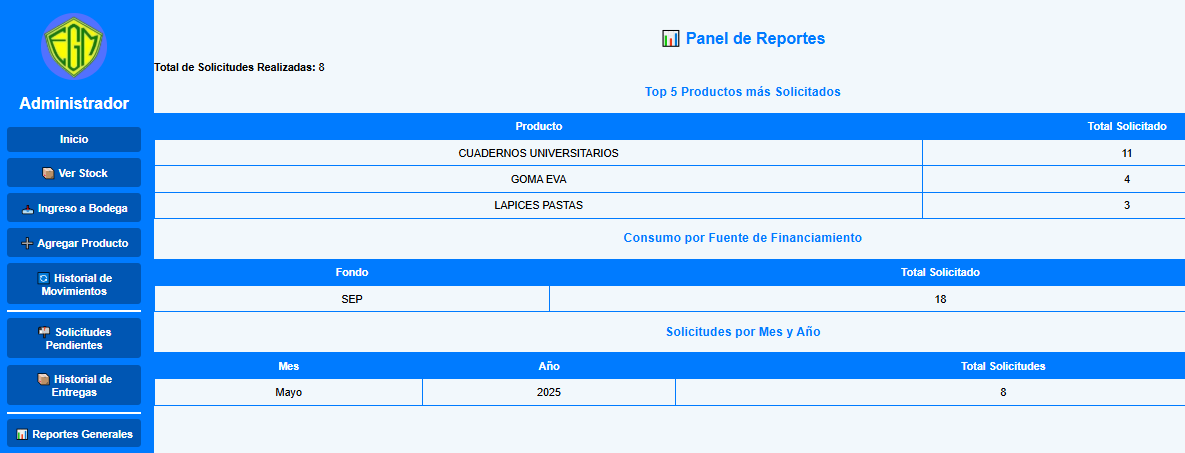 EGM
Administrador
Inicio
Ver Stock
Ingreso a Bodega
Agregar Producto
Historial de
Movimientos
Solicitudes
Pendientes
Historial de
Entregas
Reportes Generales
Panel de Reportes
Total de Solicitudes Realizadas: 8
Top 5 Productos más Solicitados
Producto Total Solicitado
CUADERNOS UNIVERSITARIOS 11
GOMA EVA 4
LAPICES PASTAS 3
Consumo por Fuente de Financiamiento
Fondo Total Solicitado
SEP 18
Solicitudes por Mes y Año
Mes Año Total Solicitudes
Mayo 2025 8